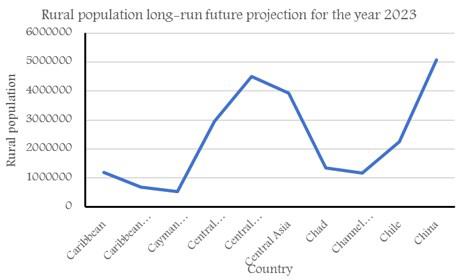 Rural population long-run future projection for the year 2023
6000000
5000000
4000000
3000000
2000000
1000000
0
Rural population
Caribbean
Caribbean…
Cayman…
Central…
Central…
Central Asia
Chad
Channel…
Chile
China
Country